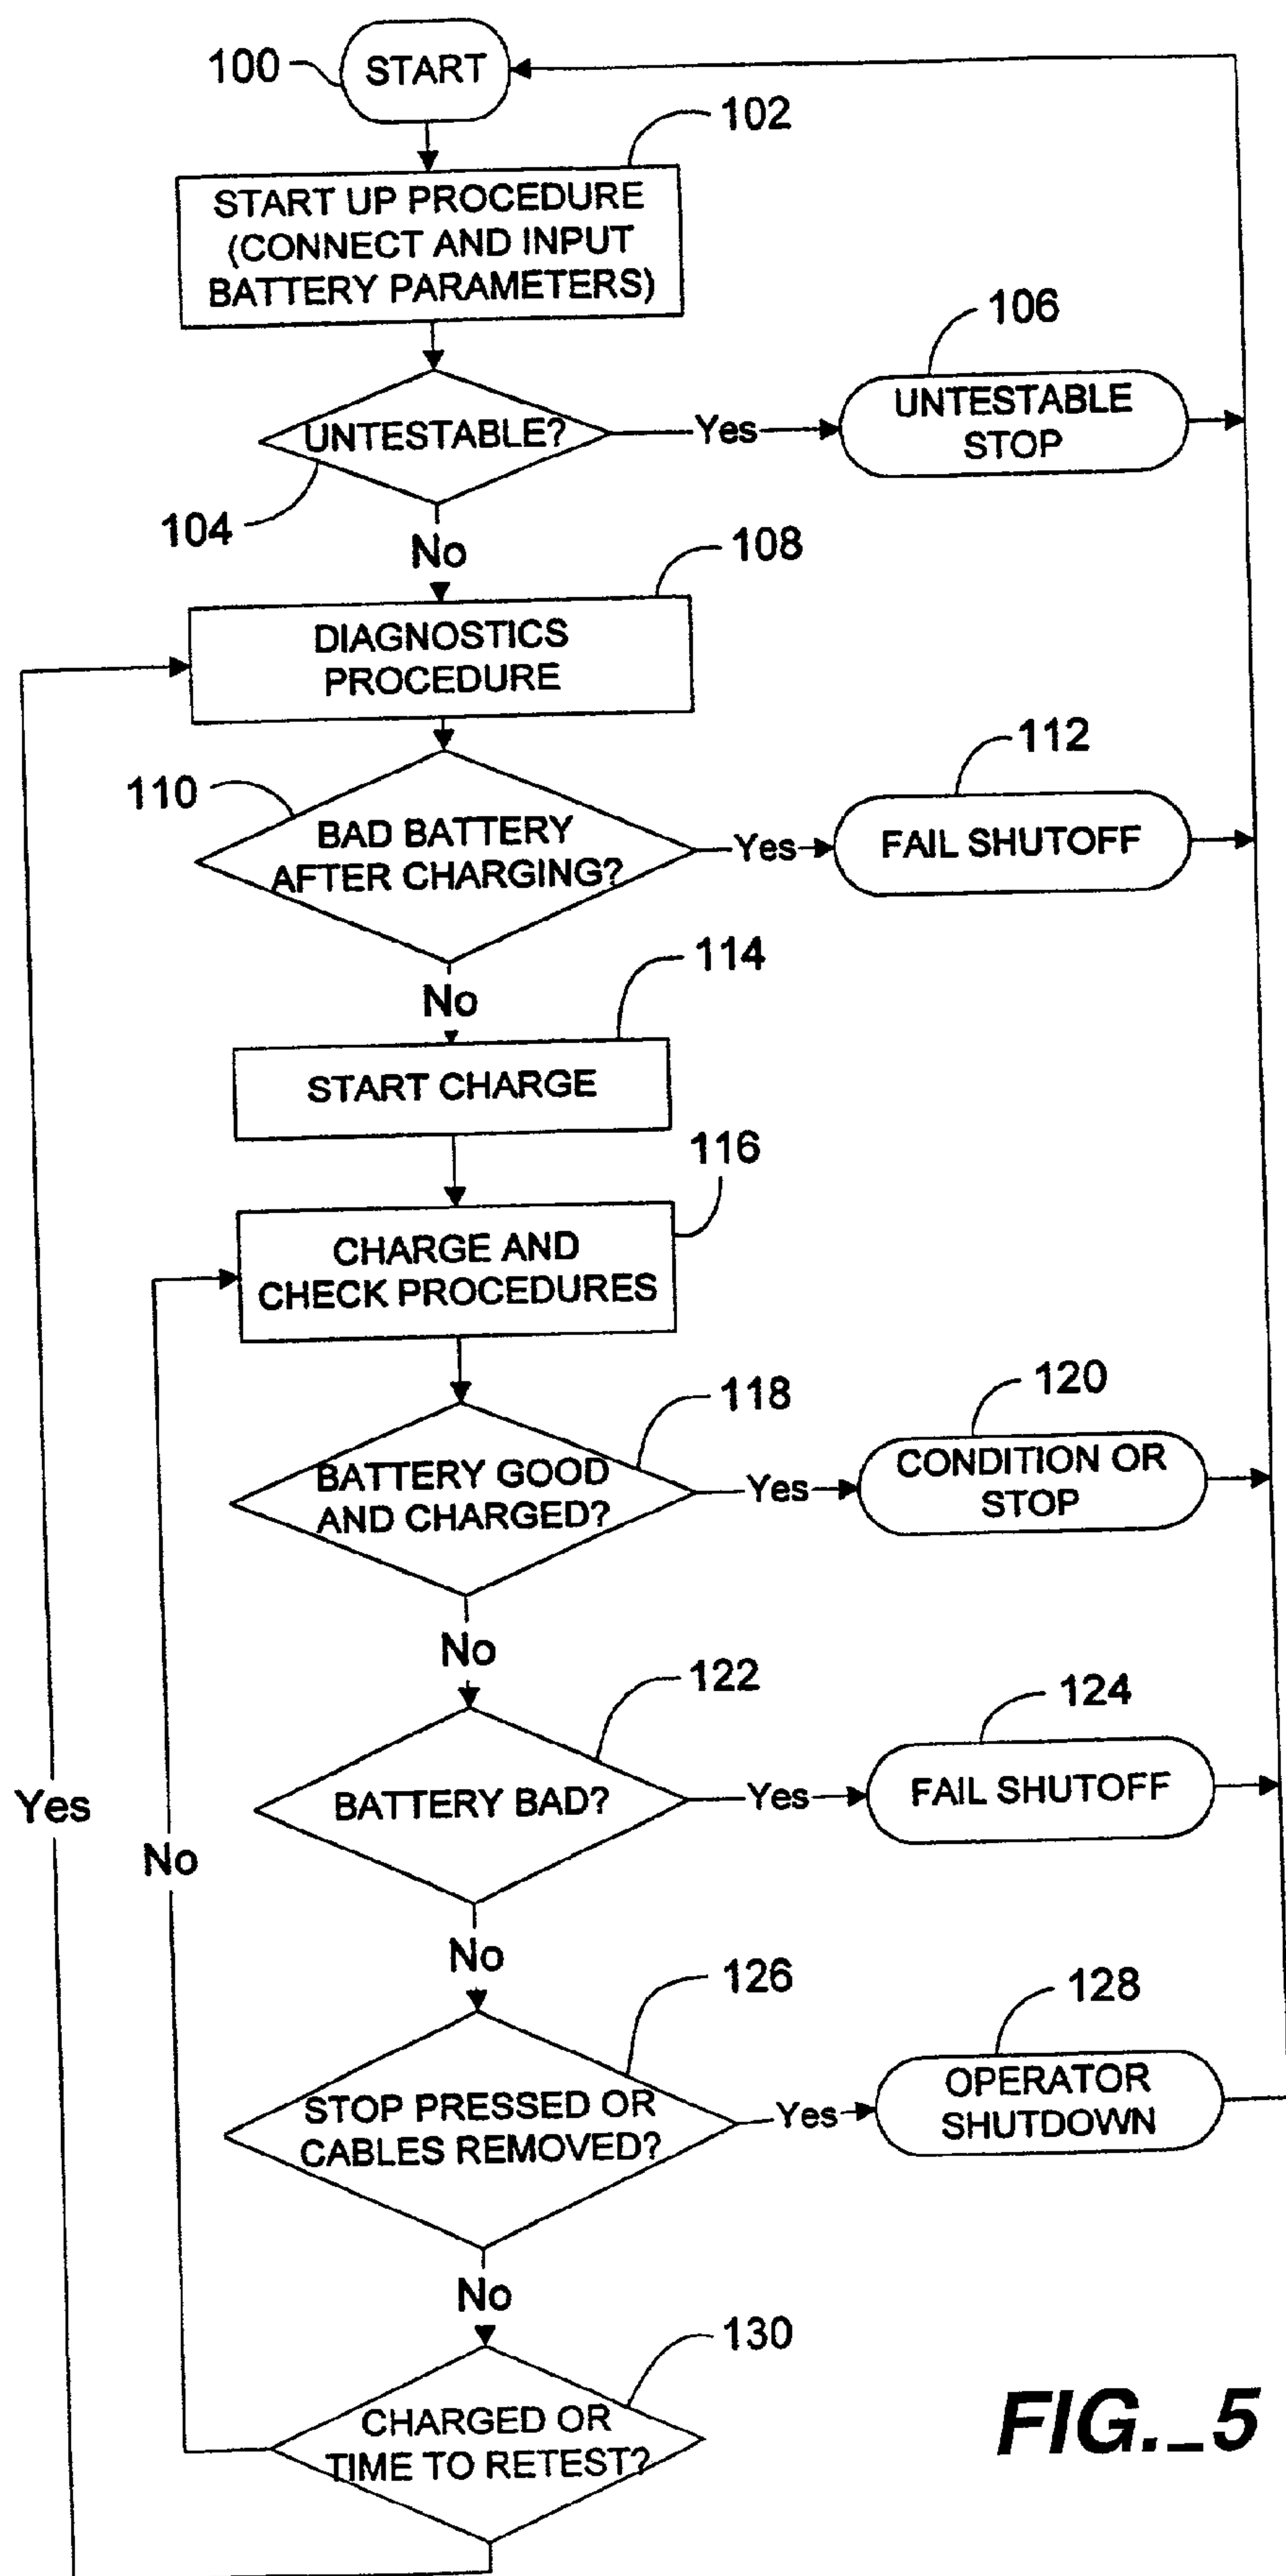 100
START
102
START UP PROCEDURE
(CONNECT AND INPUT
BATTERY PARAMETERS)
106
UNTESTABLE?
Yes
UNTESTABLE
STOP
104
No
108
DIAGNOSTICS
PROCEDURE
112
110
BAD BATTERY
AFTER CHARGING?
Yes
FAIL SHUTOFF
No
114
START CHARGE
116
CHARGE AND
CHECK PROCEDURES
118
120
BATTERY GOOD
AND CHARGED?
Yes
CONDITION OR
STOP
No
122
124
BATTERY BAD?
Yes
FAIL SHUTOFF
Yes
No
No
126
128
STOP PRESSED OR
CABLES REMOVED?
Yes
OPERATOR
SHUTDOWN
No
130
CHARGED OR
TIME TO RETEST?
FIG._5